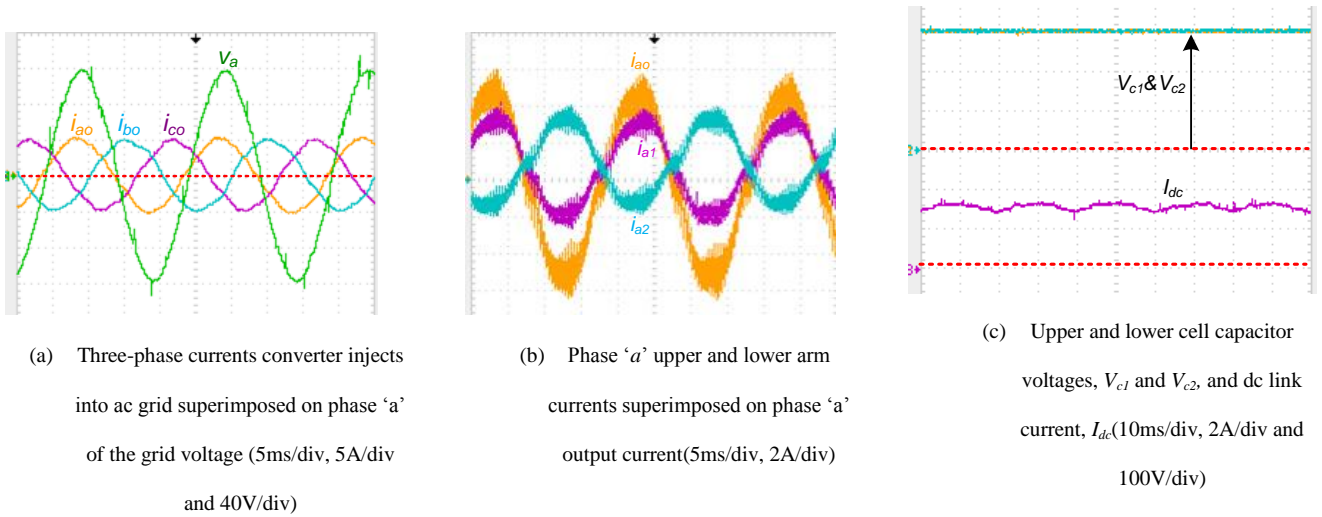 v_a
i_ao i_bo i_co
(a) Three-phase currents converter injects
into ac grid superimposed on phase ‘a’
of the grid voltage (5ms/div, 5A/div
and 40V/div)
i_ao
i_a1
i_a2
(b) Phase ‘a’ upper and lower arm
currents superimposed on phase ‘a’
output current(5ms/div, 2A/div)
V_c1&V_c2
2
I_dc
3
(c) Upper and lower cell capacitor
voltages, V_c1 and V_c2, and dc link
current, I_dc(10ms/div, 2A/div and
100V/div)